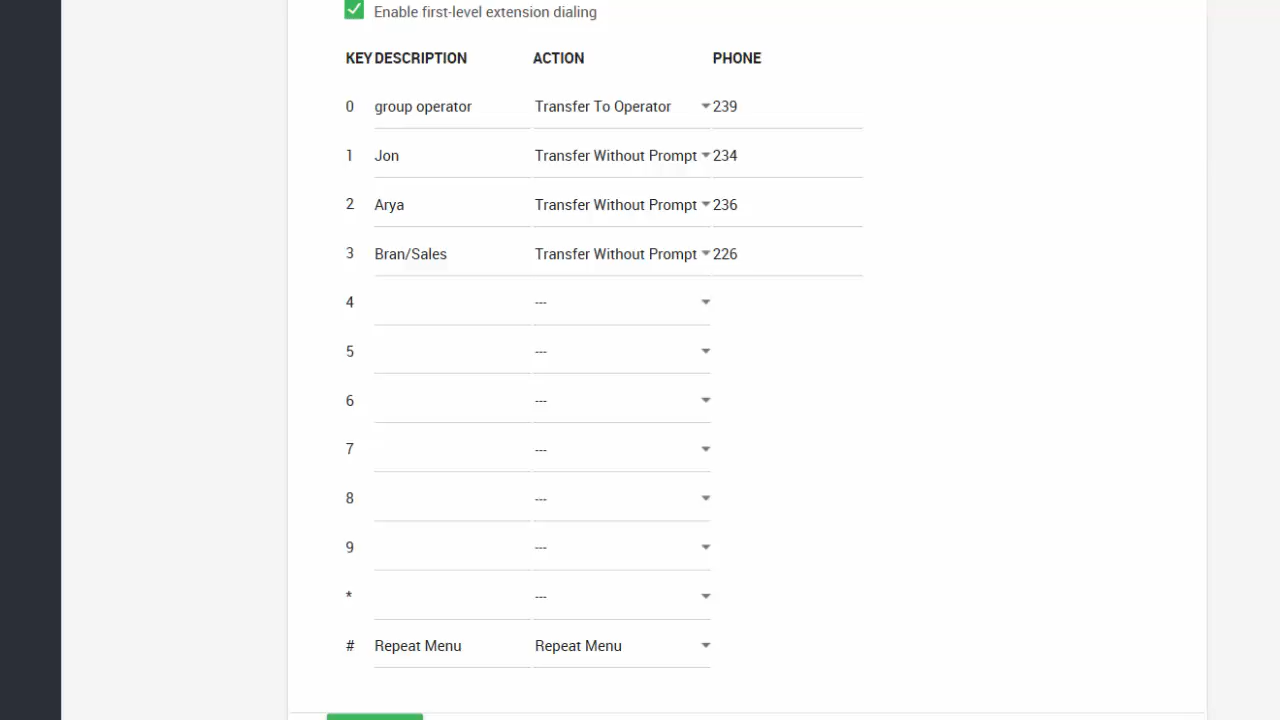 Enable first-level extension dialing
KEY DESCRIPTION ACTION PHONE
0 group operator Transfer To Operator 239
1 Jon Transfer Without Prompt 234
2 Arya Transfer Without Prompt 236
3 Bran/Sales Transfer Without Prompt 226
4 ---
5 ---
6 ---
7 ---
8 ---
9 ---
* ---
# Repeat Menu Repeat Menu